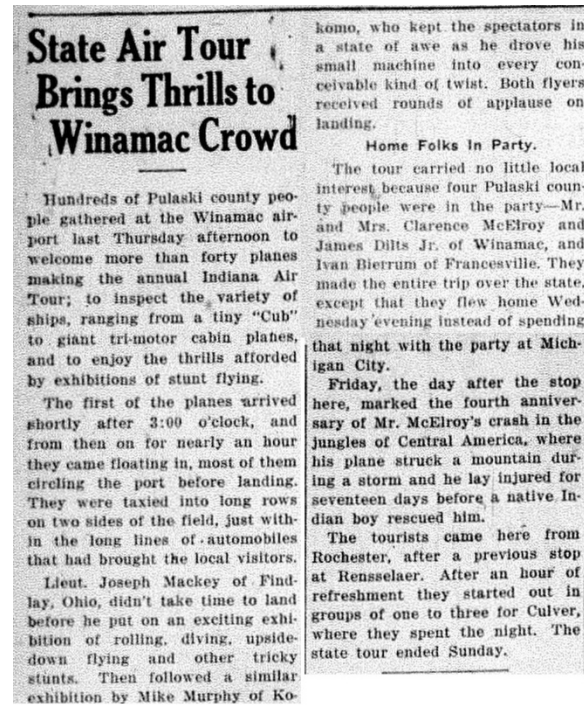 State Air Tour
Brings Thrills to
Winamac Crowd
Hundreds of Pulaski county peo-
ple gathered at the Winamac air-
port last Thursday afternoon to
welcome more than forty planes
making the annual Indiana Air
Tour; to inspect the variety of
ships, ranging from a tiny "Cub"
to giant tri-motor cabin planes,
and to enjoy the thrills afforded
by exhibitions of stunt flying.
The first of the planes arrived
shortly after 3:00 o'clock, and
from then on for nearly an hour
they came floating in, most of them
circling the port before landing.
They were taxied into long rows
on two sides of the field, just with-
in the long lines of automobiles
that had brought the local visitors.
Lieut. Joseph Mackey of Find-
lay, Ohio, didn't take time to land
before he put on an exciting exhi-
bition of rolling, diving, upside-
down flying and other tricky
stunts. Then followed a similar
exhibition by Mike Murphy of Ko-
komo, who kept the spectators in
a state of awe as he drove his
small machine into every con-
ceivable kind of twist. Both flyers
received rounds of applause on
landing.
Home Folks In Party.
The tour carried no little local
interest because four Pulaski coun-
ty people were in the party—Mr.
and Mrs. Clarence McElroy and
James Dilts Jr. of Winamac, and
Ivan Bierrum of Francesville. They
made the entire trip over the state,
except that they flew home Wed-
nesday evening instead of spending
that night with the party at Mich-
igan City.
Friday, the day after the stop
here, marked the fourth anniver-
sary of Mr. McElroy's crash in the
jungles of Central America, where
his plane struck a mountain dur-
ing a storm and he lay injured for
seventeen days before a native In-
dian boy rescued him.
The tourists came here from
Rochester, after a previous stop
at Rensselaer. After an hour of
refreshment they started out in
groups of one to three for Culver,
where they spent the night. The
state tour ended Sunday.